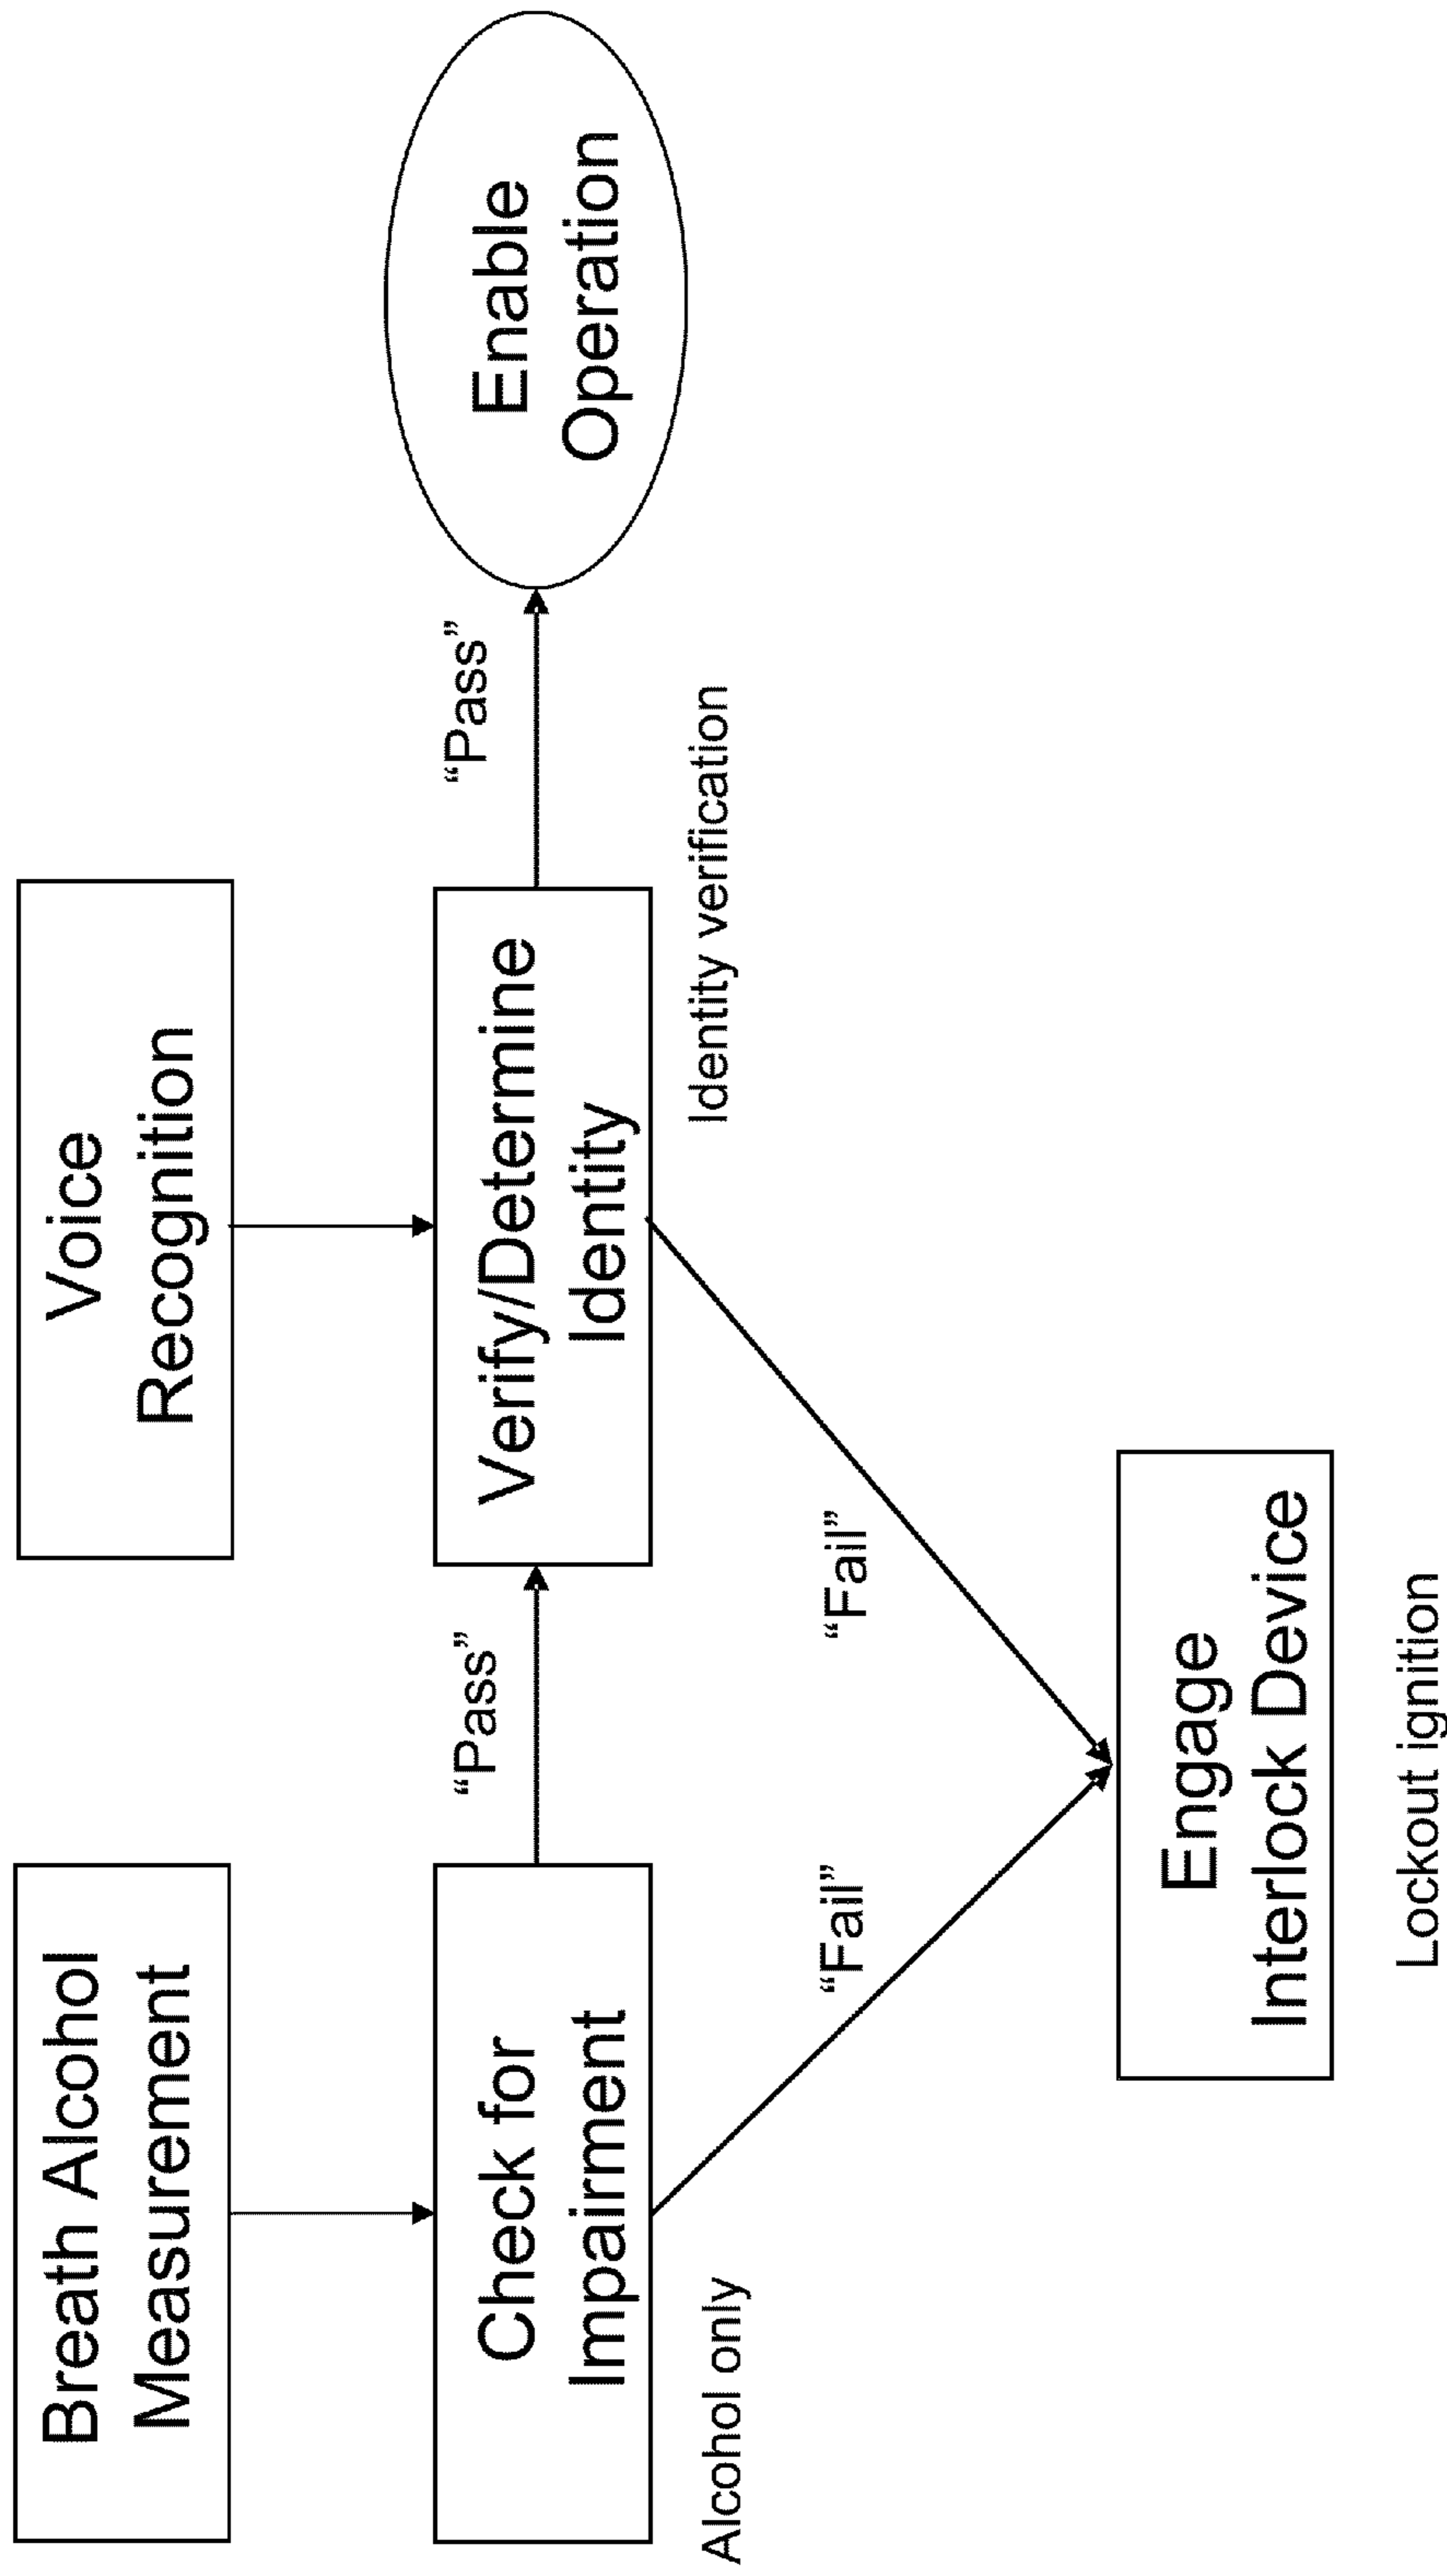 Breath Alcohol
Measurement
Voice
Recognition
Check for
Impairment
“Pass”
Verify/Determine
Identity
“Pass”
Enable
Operation
Alcohol only
Identity verification
“Fail”
“Fail”
Engage
Interlock Device
Lockout ignition